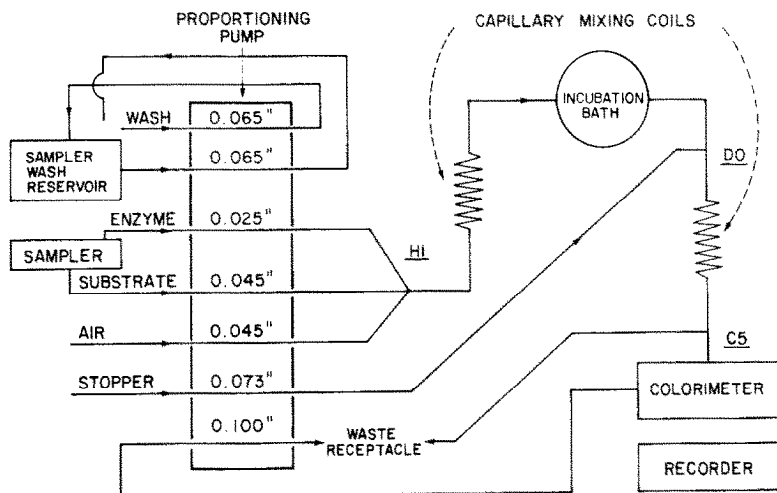 PROPORTIONING
PUMP
CAPILLARY MIXING COILS
WASH
0.065"
INCUBATION
BATH
SAMPLER
WASH
RESERVOIR
0.065"
DO
ENZYME
0.025"
SAMPLER
HI
SUBSTRATE
0.045"
AIR
0.045"
C5
STOPPER
0.073"
COLORIMETER
0.100"
WASTE
RECEPTACLE
RECORDER